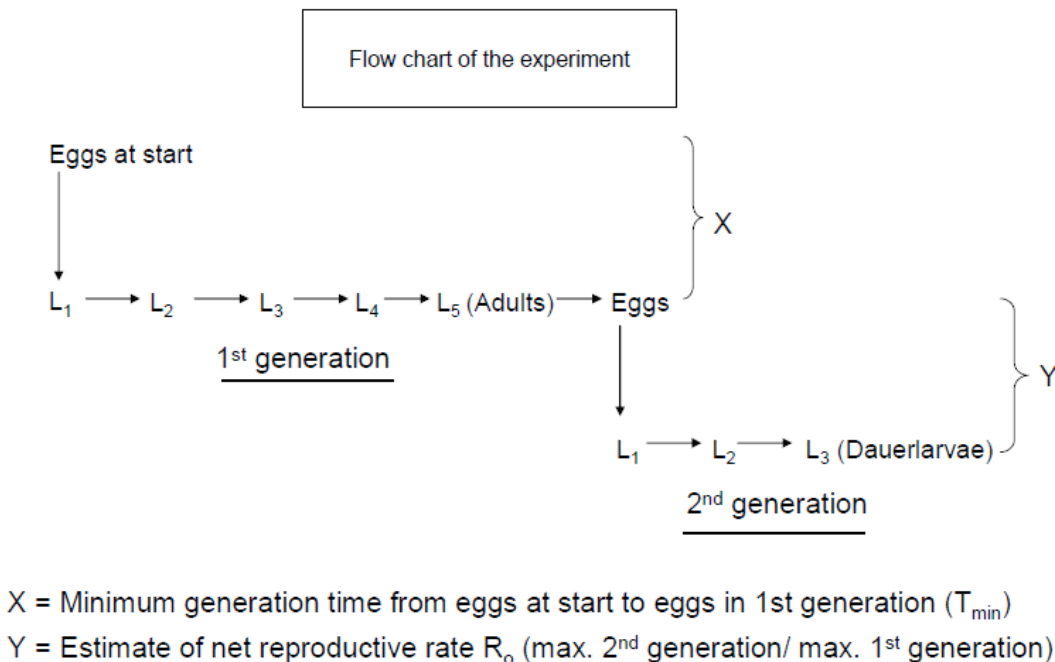 Flow chart of the experiment
Eggs at start
X
L₁ L₂ L₃ L₄ L₅ (Adults) Eggs
1st generation
Y
L₁ L₂ L₃ (Dauerlarvae)
2nd generation
X = Minimum generation time from eggs at start to eggs in 1st generation (Tmin)
Y = Estimate of net reproductive rate Ro (max. 2nd generation/ max. 1st generation)